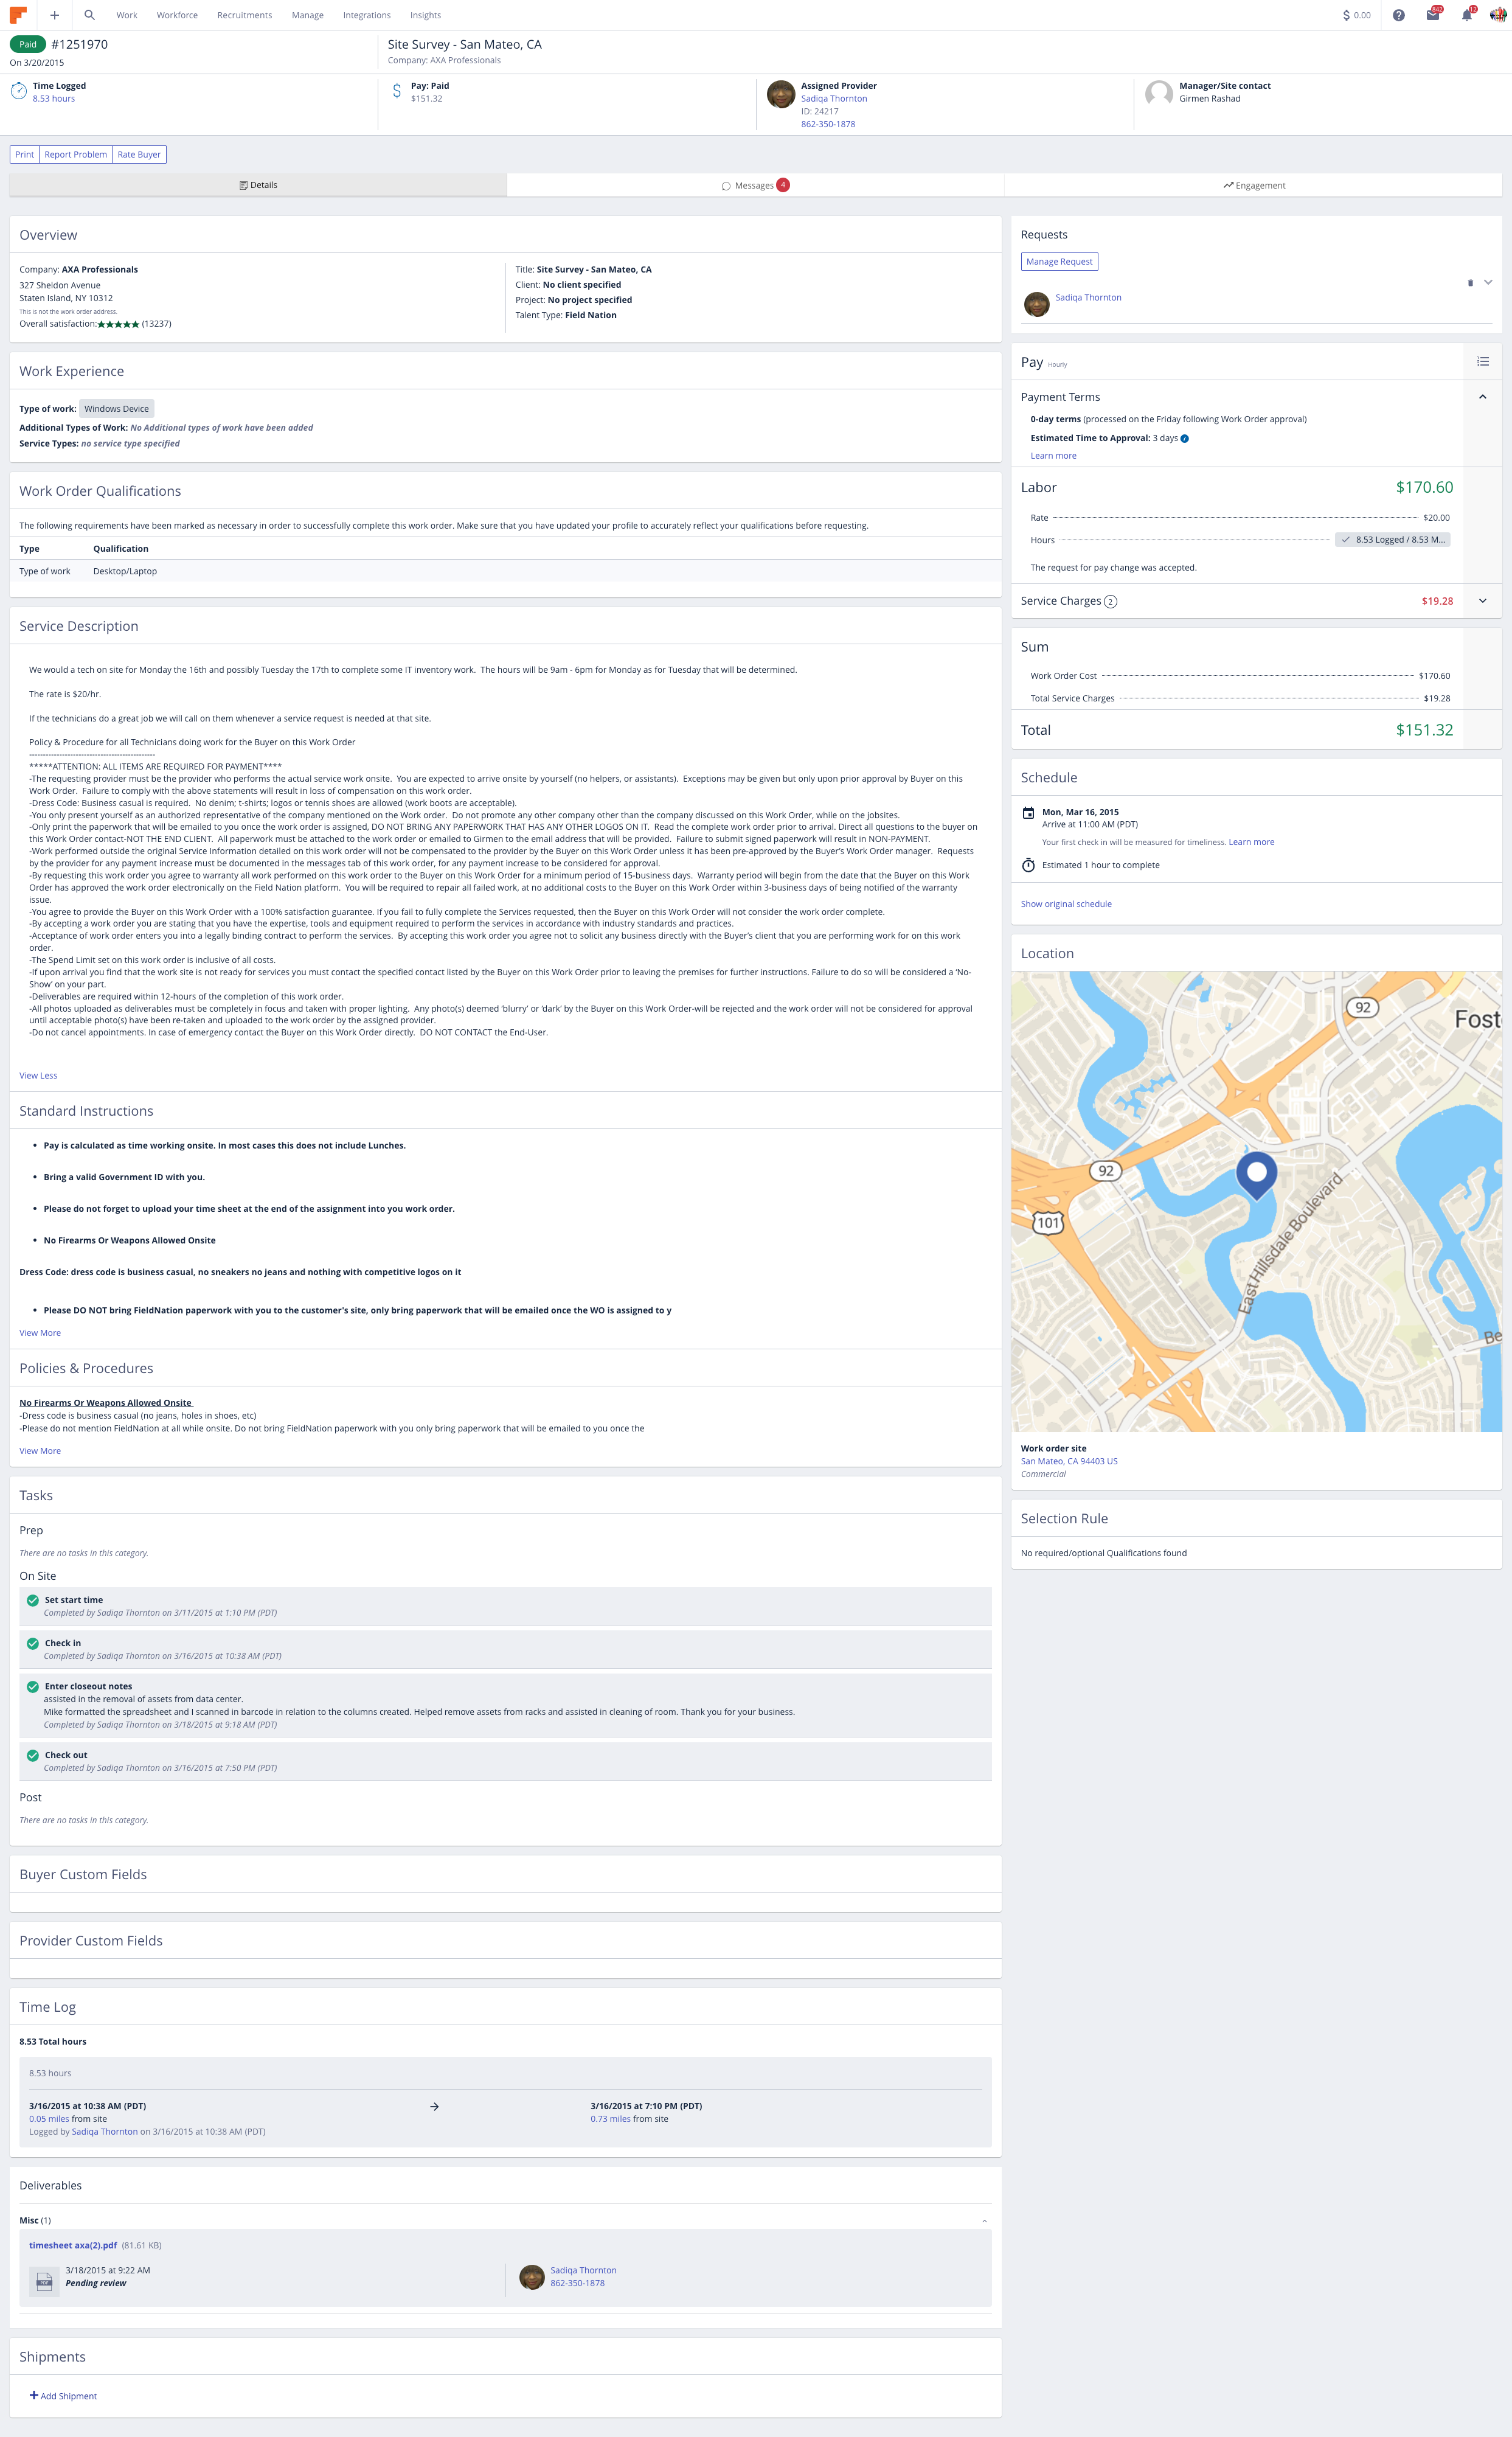 Work
Workforce
Recruitments
Manage
Integrations
Insights
$ 0.00
842
12
Paid #1251970
On 3/20/2015
Site Survey - San Mateo, CA
Company: AXA Professionals
Time Logged
8.53 hours
Pay: Paid
$151.32
Assigned Provider
Sadiqa Thornton
ID: 24217
862-350-1878
Manager/Site contact
Girmen Rashad
Print
Report Problem
Rate Buyer
Details
Messages 4
Engagement
Overview
Company: AXA Professionals
327 Sheldon Avenue
Staten Island, NY 10312
This is not the work order address.
Overall satisfaction: ★★★★★ (13237)
Title: Site Survey - San Mateo, CA
Client: No client specified
Project: No project specified
Talent Type: Field Nation
Work Experience
Type of work: Windows Device
Additional Types of Work: No Additional types of work have been added
Service Types: no service type specified
Work Order Qualifications
The following requirements have been marked as necessary in order to successfully complete this work order. Make sure that you have updated your profile to accurately reflect your qualifications before requesting.
Type Qualification
Type of work Desktop/Laptop
Service Description
We would a tech on site for Monday the 16th and possibly Tuesday the 17th to complete some IT inventory work. The hours will be 9am - 6pm for Monday as for Tuesday that will be determined.
The rate is $20/hr.
If the technicians do a great job we will call on them whenever a service request is needed at that site.
Policy & Procedure for all Technicians doing work for the Buyer on this Work Order
----------------------------------------------
*****ATTENTION: ALL ITEMS ARE REQUIRED FOR PAYMENT****
-The requesting provider must be the provider who performs the actual service work onsite. You are expected to arrive onsite by yourself (no helpers, or assistants). Exceptions may be given but only upon prior approval by Buyer on this
Work Order. Failure to comply with the above statements will result in loss of compensation on this work order.
-Dress Code: Business casual is required. No denim; t-shirts; logos or tennis shoes are allowed (work boots are acceptable).
-You only present yourself as an authorized representative of the company mentioned on the Work order. Do not promote any other company other than the company discussed on this Work Order, while on the jobsites.
-Only print the paperwork that will be emailed to you once the work order is assigned, DO NOT BRING ANY PAPERWORK THAT HAS ANY OTHER LOGOS ON IT. Read the complete work order prior to arrival. Direct all questions to the buyer on
this Work Order contact-NOT THE END CLIENT. All paperwork must be attached to the work order or emailed to Girmen to the email address that will be provided. Failure to submit signed paperwork will result in NON-PAYMENT.
-Work performed outside the original Service Information detailed on this work order will not be compensated to the provider by the Buyer on this Work Order unless it has been pre-approved by the Buyer's Work Order manager. Requests
by the provider for any payment increase must be documented in the messages tab of this work order, for any payment increase to be considered for approval.
-By requesting this work order you agree to warranty all work performed on this work order to the Buyer on this Work Order for a minimum period of 15-business days. Warranty period will begin from the date that the Buyer on this Work
Order has approved the work order electronically on the Field Nation platform. You will be required to repair all failed work, at no additional costs to the Buyer on this Work Order within 3-business days of being notified of the warranty
issue.
-You agree to provide the Buyer on this Work Order with a 100% satisfaction guarantee. If you fail to fully complete the Services requested, then the Buyer on this Work Order will not consider the work order complete.
-By accepting a work order you are stating that you have the expertise, tools and equipment required to perform the services in accordance with industry standards and practices.
-Acceptance of work order enters you into a legally binding contract to perform the services. By accepting this work order you agree not to solicit any business directly with the Buyer's client that you are performing work for on this work
order.
-The Spend Limit set on this work order is inclusive of all costs.
-If upon arrival you find that the work site is not ready for services you must contact the specified contact listed by the Buyer on this Work Order prior to leaving the premises for further instructions. Failure to do so will be considered a 'No-
Show' on your part.
-Deliverables are required within 12-hours of the completion of this work order.
-All photos uploaded as deliverables must be completely in focus and taken with proper lighting. Any photo(s) deemed 'blurry' or 'dark' by the Buyer on this Work Order-will be rejected and the work order will not be considered for approval
until acceptable photo(s) have been re-taken and uploaded to the work order by the assigned provider.
-Do not cancel appointments. In case of emergency contact the Buyer on this Work Order directly. DO NOT CONTACT the End-User.
View Less
Standard Instructions
• Pay is calculated as time working onsite. In most cases this does not include Lunches.
• Bring a valid Government ID with you.
• Please do not forget to upload your time sheet at the end of the assignment into you work order.
• No Firearms Or Weapons Allowed Onsite
Dress Code: dress code is business casual, no sneakers no jeans and nothing with competitive logos on it
• Please DO NOT bring FieldNation paperwork with you to the customer's site, only bring paperwork that will be emailed once the WO is assigned to y
View More
Policies & Procedures
No Firearms Or Weapons Allowed Onsite
-Dress code is business casual (no jeans, holes in shoes, etc)
-Please do not mention FieldNation at all while onsite. Do not bring FieldNation paperwork with you only bring paperwork that will be emailed to you once the
View More
Tasks
Prep
There are no tasks in this category.
On Site
Set start time
Completed by Sadiqa Thornton on 3/11/2015 at 1:10 PM (PDT)
Check in
Completed by Sadiqa Thornton on 3/16/2015 at 10:38 AM (PDT)
Enter closeout notes
assisted in the removal of assets from data center.
Mike formatted the spreadsheet and I scanned in barcode in relation to the columns created. Helped remove assets from racks and assisted in cleaning of room. Thank you for your business.
Completed by Sadiqa Thornton on 3/18/2015 at 9:18 AM (PDT)
Check out
Completed by Sadiqa Thornton on 3/16/2015 at 7:50 PM (PDT)
Post
There are no tasks in this category.
Buyer Custom Fields
Provider Custom Fields
Time Log
8.53 Total hours
8.53 hours
3/16/2015 at 10:38 AM (PDT) → 3/16/2015 at 7:10 PM (PDT)
0.05 miles from site 0.73 miles from site
Logged by Sadiqa Thornton on 3/16/2015 at 10:38 AM (PDT)
Deliverables
Misc (1)
timesheet axa(2).pdf (81.61 KB)
PDF
3/18/2015 at 9:22 AM
Pending review
Sadiqa Thornton
862-350-1878
Shipments
+ Add Shipment
Requests
Manage Request
Sadiqa Thornton
Pay Hourly
Payment Terms
0-day terms (processed on the Friday following Work Order approval)
Estimated Time to Approval: 3 days
Learn more
Labor $170.60
Rate $20.00
Hours 8.53 Logged / 8.53 M...
The request for pay change was accepted.
Service Charges 2 $19.28
Sum
Work Order Cost $170.60
Total Service Charges $19.28
Total $151.32
Schedule
Mon, Mar 16, 2015
Arrive at 11:00 AM (PDT)
Your first check in will be measured for timeliness. Learn more
Estimated 1 hour to complete
Show original schedule
Location
92
Fost
92
101
East Hillsdale Boulevard
Be
Work order site
San Mateo, CA 94403 US
Commercial
Selection Rule
No required/optional Qualifications found